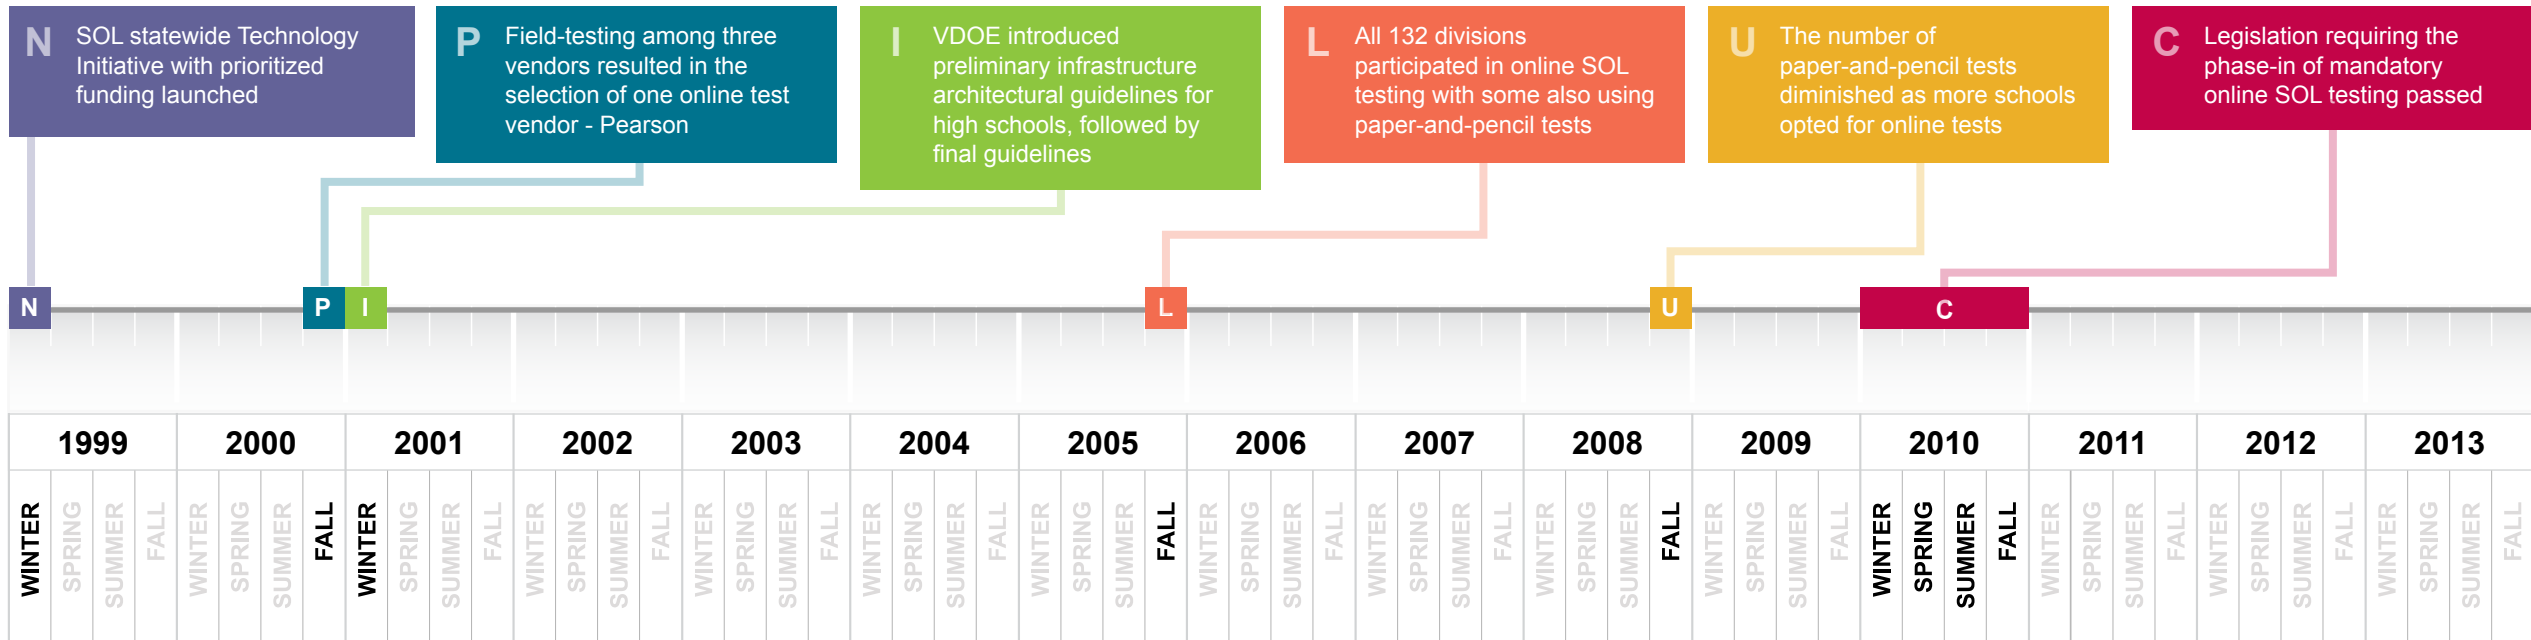 N
SOL statewide Technology
Initiative with prioritized
funding launched
P
Field-testing among three
vendors resulted in the
selection of one online test
vendor - Pearson
I
VDOE introduced
preliminary infrastructure
architectural guidelines for
high schools, followed by
final guidelines
L
All 132 divisions
participated in online SOL
testing with some also using
paper-and-pencil tests
U
The number of
paper-and-pencil tests
diminished as more schools
opted for online tests
C
Legislation requiring the
phase-in of mandatory
online SOL testing passed
N P I L U C
1999 2000 2001 2002 2003 2004 2005 2006 2007 2008 2009 2010 2011 2012 2013
WINTER SPRING SUMMER FALL WINTER SPRING SUMMER FALL WINTER SPRING SUMMER FALL WINTER SPRING SUMMER FALL WINTER SPRING SUMMER FALL WINTER SPRING SUMMER FALL WINTER SPRING SUMMER FALL WINTER SPRING SUMMER FALL WINTER SPRING SUMMER FALL WINTER SPRING SUMMER FALL WINTER SPRING SUMMER FALL WINTER SPRING SUMMER FALL WINTER SPRING SUMMER FALL WINTER SPRING SUMMER FALL WINTER SPRING SUMMER FALL